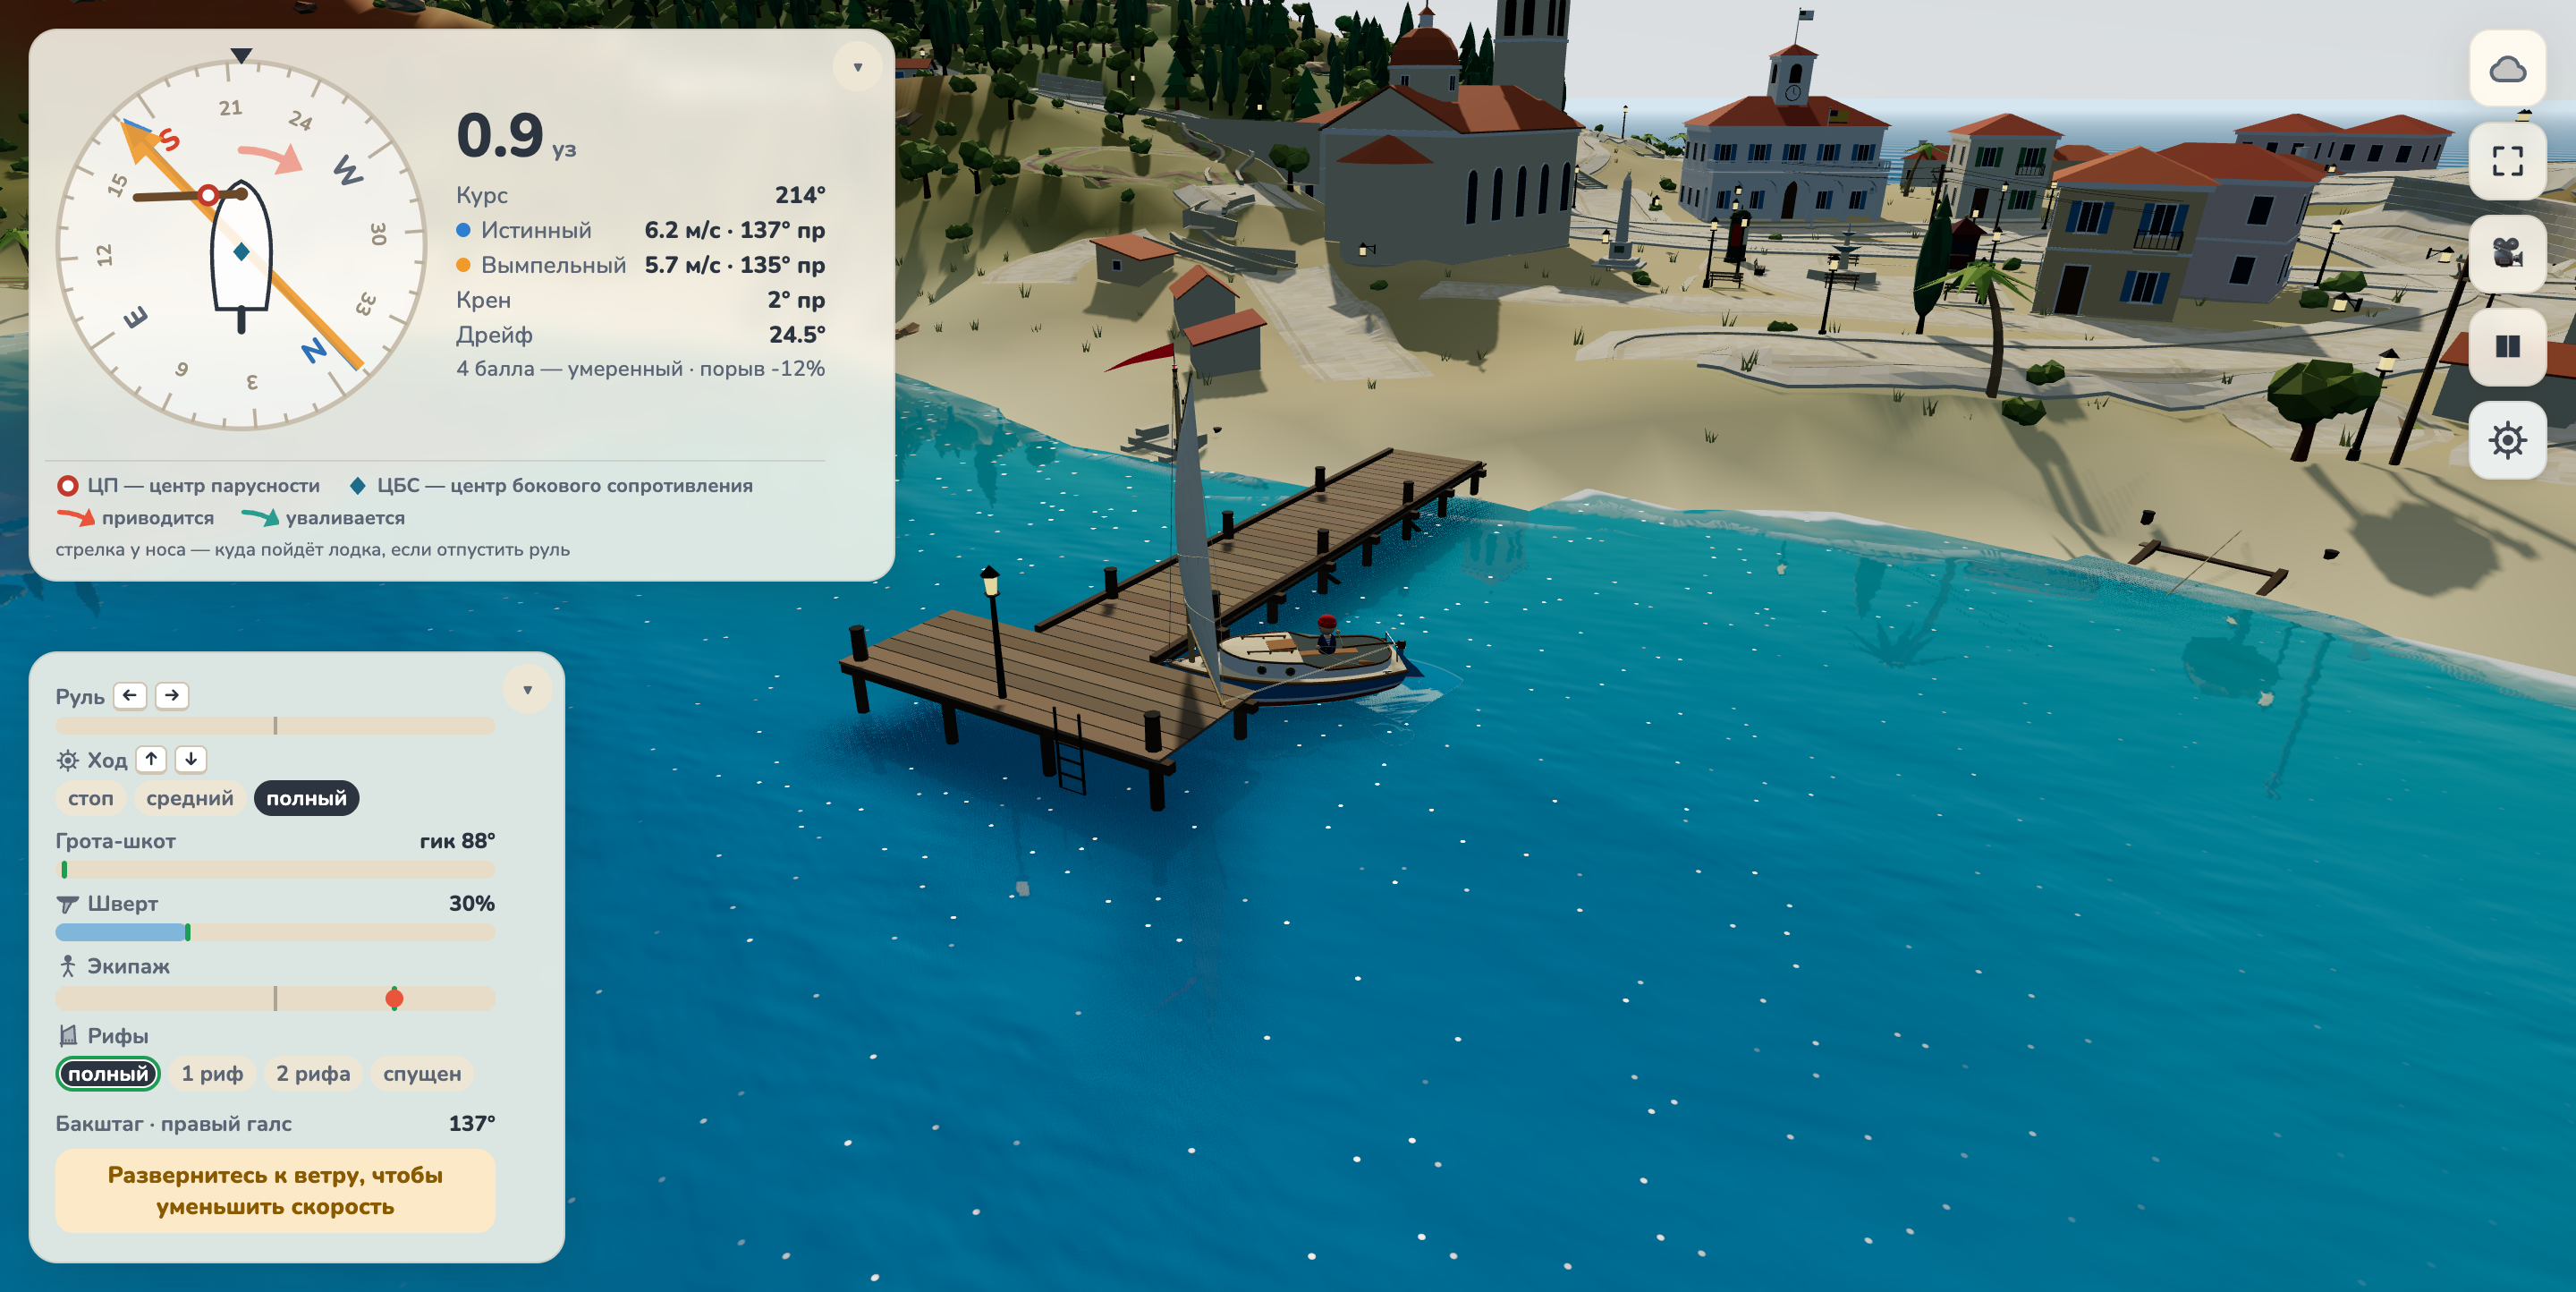 21
24
S
W
15
30
12
33
E
N
6
3
0.9 уз
Курс 214°
Истинный 6.2 м/с · 137° пр
Вымпельный 5.7 м/с · 135° пр
Крен 2° пр
Дрейф 24.5°
4 балла — умеренный · порыв -12%
ЦП — центр парусности ЦБС — центр бокового сопротивления
приводится уваливается
стрелка у носа — куда пойдёт лодка, если отпустить руль
Руль ← →
Ход ↑ ↓
стоп средний полный
Грота-шкот гик 88°
Шверт 30%
Экипаж
Рифы
полный 1 риф 2 рифа спущен
Бакштаг · правый галс 137°
Развернитесь к ветру, чтобы
уменьшить скорость